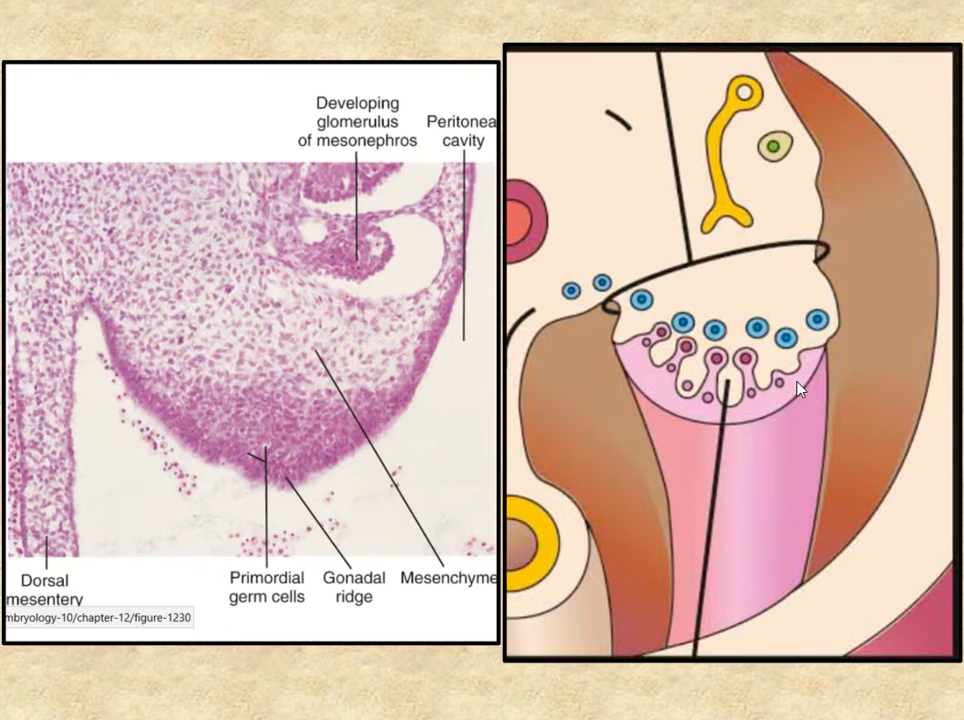 Developing
glomerulus
of mesonephros
Peritonea
cavity
Dorsal
mesentery
Primordial
germ cells
Gonadal
ridge
Mesenchyme
mbryology-10/chapter-12/figure-1230